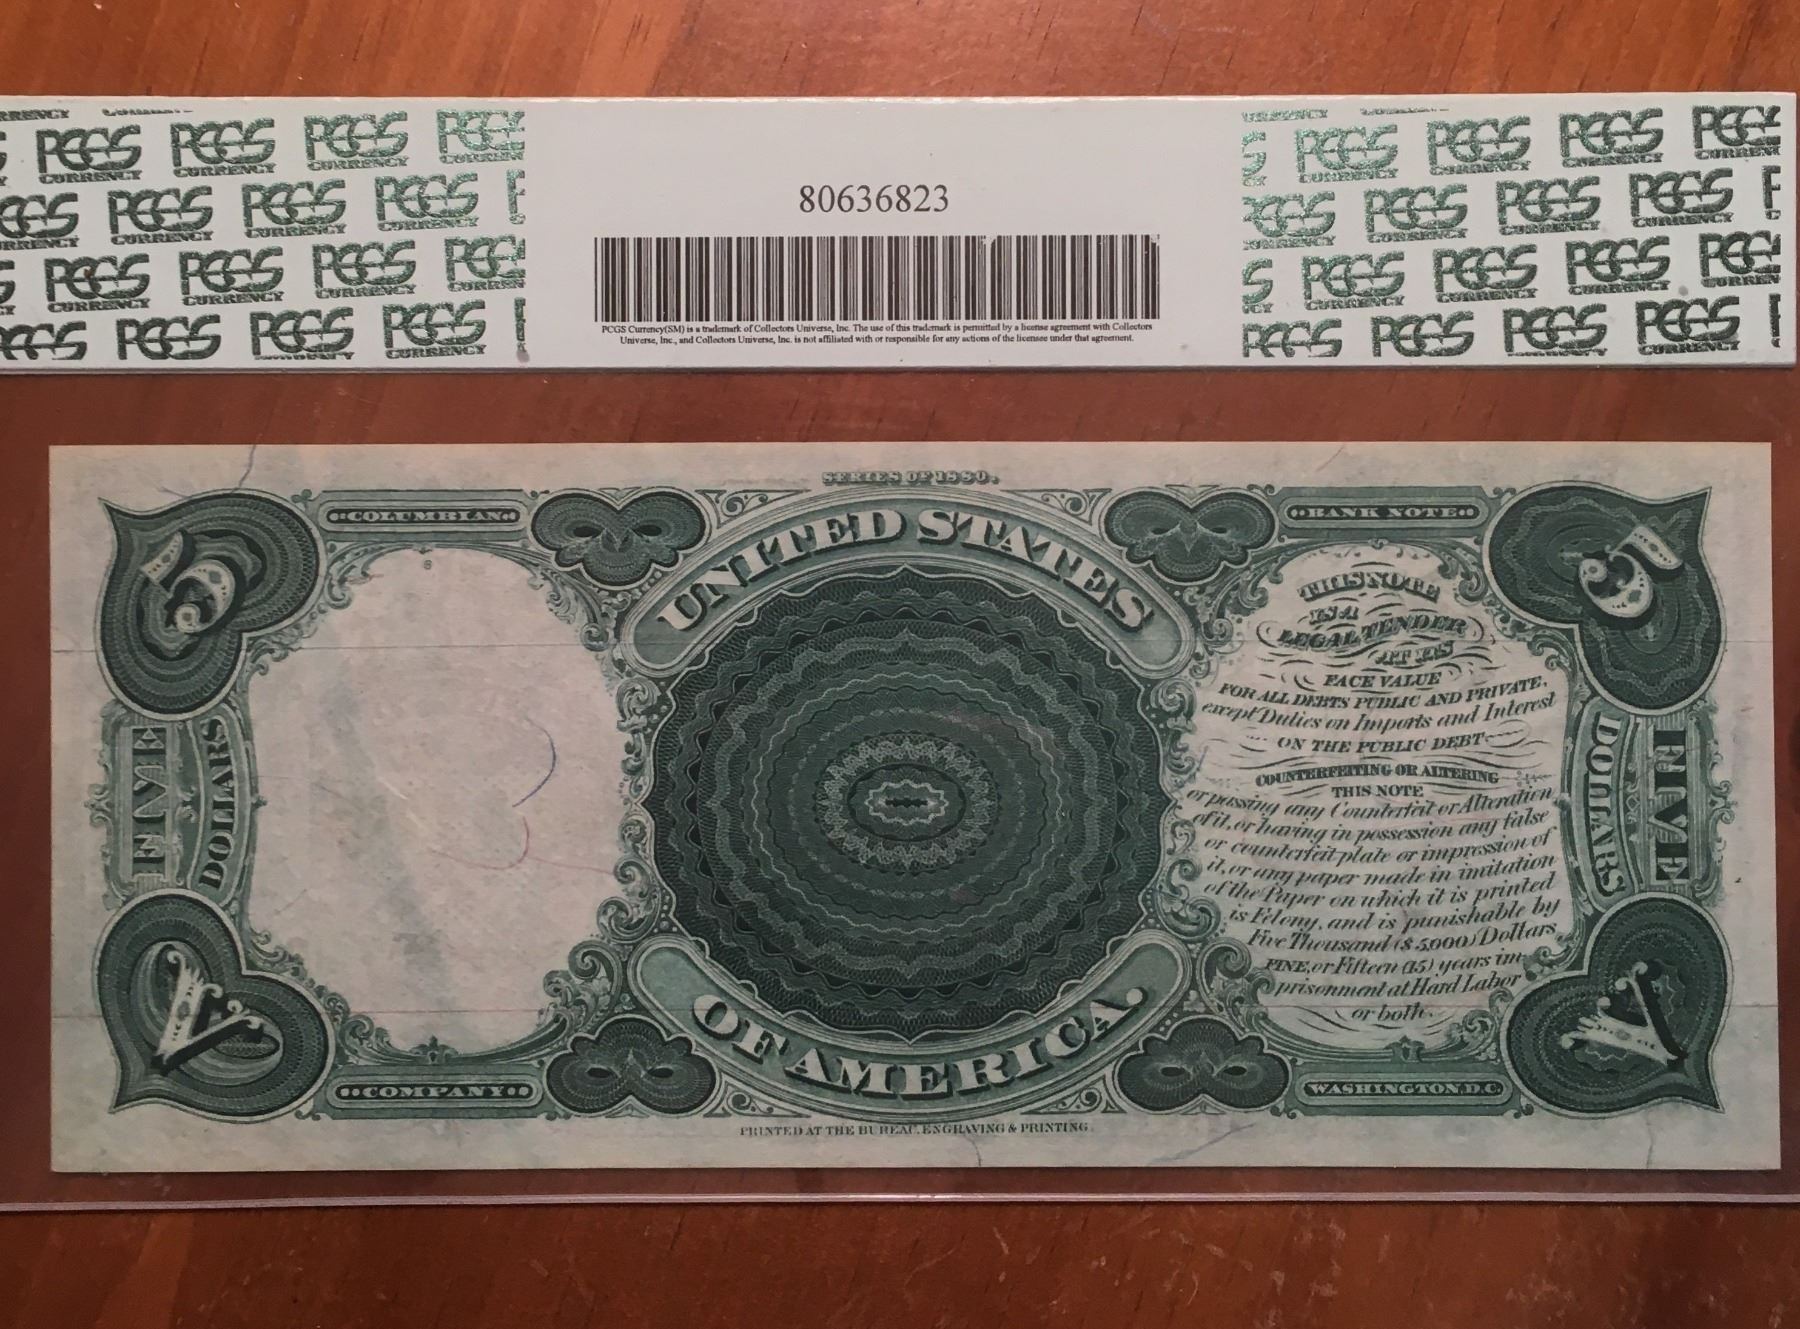 PCGS CURRENCY
80636823
PCGS Currency(SM) is a trademark of Collectors Universe, Inc. The use of this trademark is permitted by a license agreement with Collectors
Universe, Inc., and Collectors Universe, Inc. is not affiliated with or responsible for any actions of the licensee under that agreement.
SERIES OF 1880.
COLUMBIAN
BANK NOTE
5
5
UNITED STATES
THIS NOTE
IS A
LEGAL TENDER
AT ITS
FACE VALUE
FOR ALL DEBTS PUBLIC AND PRIVATE,
except Duties on Imports and Interest
ON THE PUBLIC DEBT
COUNTERFEITING OR ALTERING
THIS NOTE
or passing any Counterfeit or Alteration
of it, or having in possession any false
or counterfeit plate or impression of
it, or any paper made in imitation
of the Paper on which it is printed
is Felony, and is punishable by
Five Thousand ($5,000) Dollars
FINE, or Fifteen (15) years im-
prisonment at Hard Labor
or both.
FIVE
DOLLARS
DOLLARS
FIVE
V
V
OF AMERICA.
COMPANY
WASHINGTON D.C.
PRINTED AT THE BUREAU, ENGRAVING & PRINTING.